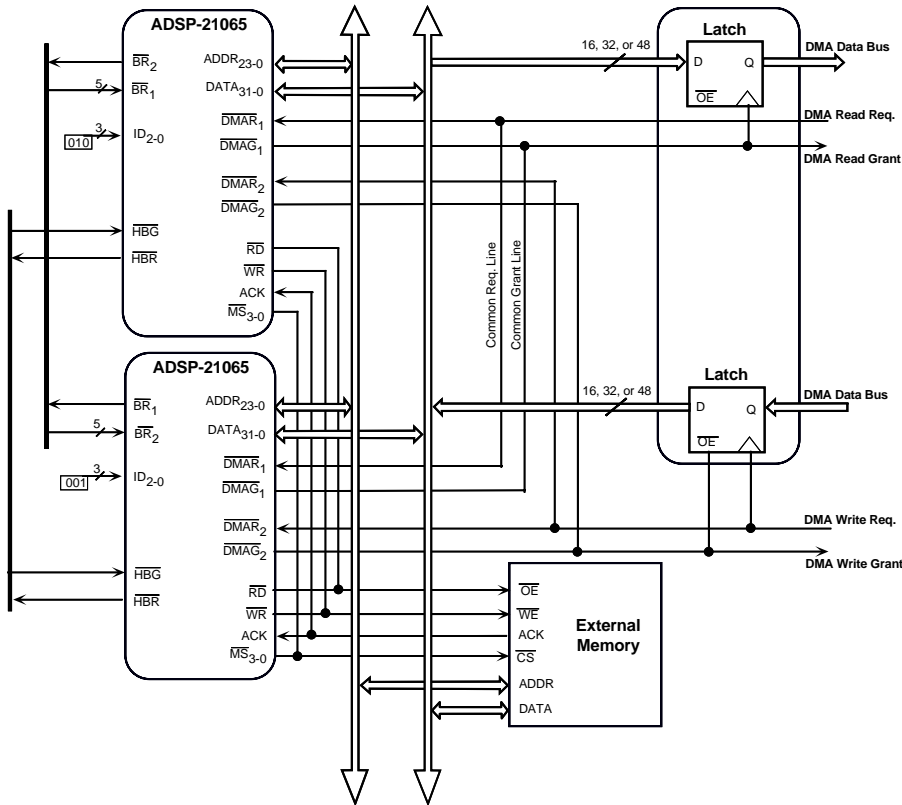 ADSP-21065
BR2
5
BR1
3
010
ID2-0
HBG
HBR
ADDR23-0
DATA31-0
DMAR1
DMAG1
DMAR2
DMAG2
RD
WR
ACK
MS3-0
ADSP-21065
BR1
5
BR2
3
001
ID2-0
HBG
HBR
ADDR23-0
DATA31-0
DMAR1
DMAG1
DMAR2
DMAG2
RD
WR
ACK
MS3-0
Common Req. Line
Common Grant Line
16, 32, or 48
Latch
D
Q
OE
DMA Data Bus
DMA Read Req.
DMA Read Grant
16, 32, or 48
Latch
D
Q
OE
DMA Data Bus
DMA Write Req.
DMA Write Grant
OE
WE
ACK
CS
ADDR
DATA
External
Memory